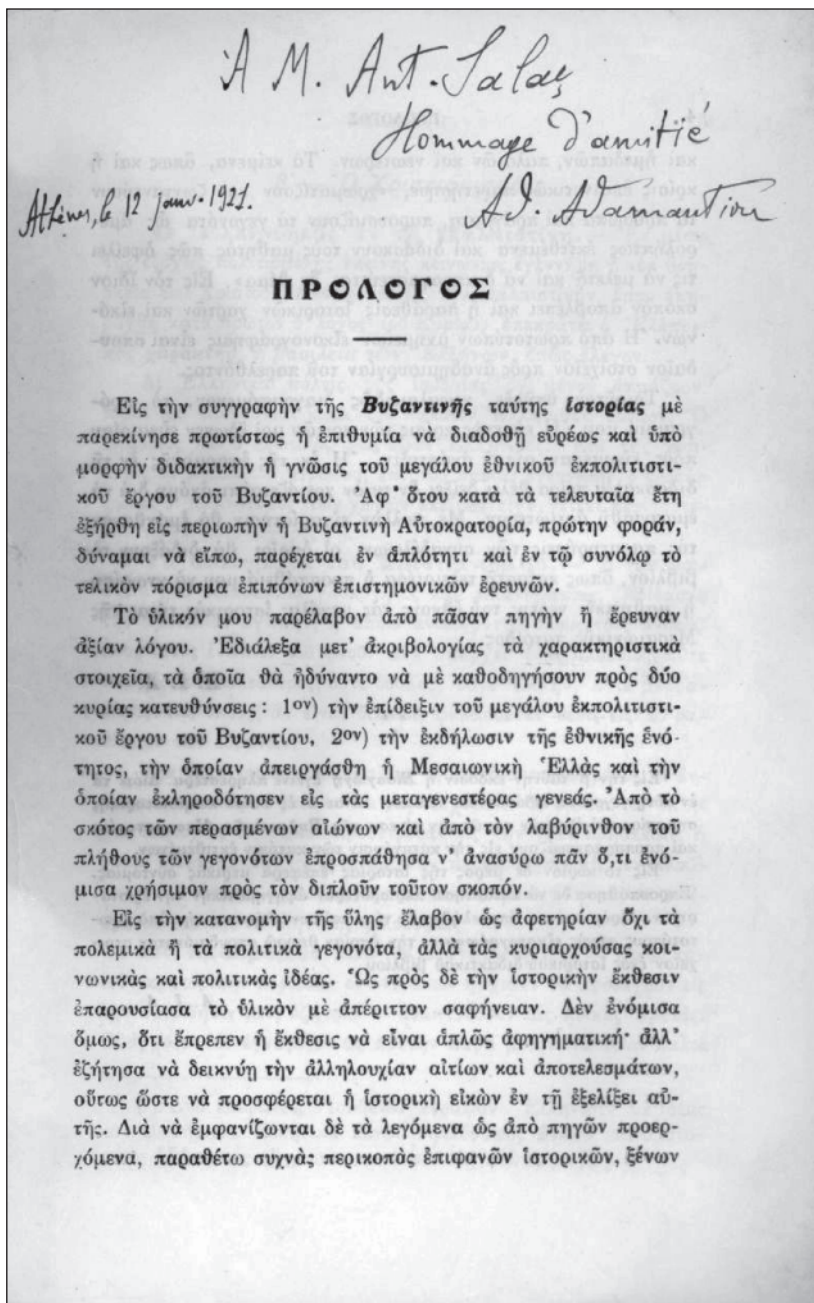 À M. Ant. Salač
Hommage d'amitié
Athènes, le 12 janv. 1921.
Ad. Adamantiou
ΠΡΟΛΟΓΟΣ
Εἰς τὴν συγγραφὴν τῆς Βυζαντινῆς ταύτης ἱστορίας μὲ
παρεκίνησε πρωτίστως ἡ ἐπιθυμία νὰ διαδοθῇ εὐρέως καὶ ὑπὸ
μορφὴν διδακτικὴν ἡ γνῶσις τοῦ μεγάλου ἐθνικοῦ ἐκπολιτιστι-
κοῦ ἔργου τοῦ Βυζαντίου. Ἀφ' ὅτου κατὰ τὰ τελευταῖα ἔτη
ἐξήρθη εἰς περιωπὴν ἡ Βυζαντινὴ Αὐτοκρατορία, πρώτην φοράν,
δύναμαι νὰ εἴπω, παρέχεται ἐν ἁπλότητι καὶ ἐν τῷ συνόλῳ τὸ
τελικὸν πόρισμα ἐπιπόνων ἐπιστημονικῶν ἐρευνῶν.
Τὸ ὑλικόν μου παρέλαβον ἀπὸ πᾶσαν πηγὴν ἢ ἔρευναν
ἀξίαν λόγου. Ἐδιάλεξα μετ' ἀκριβολογίας τὰ χαρακτηριστικὰ
στοιχεῖα, τὰ ὁποῖα θὰ ἠδύναντο νὰ μὲ καθοδηγήσουν πρὸς δύο
κυρίας κατευθύνσεις: 1ον) τὴν ἐπίδειξιν τοῦ μεγάλου ἐκπολιτιστι-
κοῦ ἔργου τοῦ Βυζαντίου, 2ον) τὴν ἐκδήλωσιν τῆς ἐθνικῆς ἑνό-
τητος, τὴν ὁποίαν ἀπειργάσθη ἡ Μεσαιωνικὴ Ἑλλὰς καὶ τὴν
ὁποίαν ἐκληροδότησεν εἰς τὰς μεταγενεστέρας γενεάς. Ἀπὸ τὸ
σκότος τῶν περασμένων αἰώνων καὶ ἀπὸ τὸν λαβύρινθον τοῦ
πλήθους τῶν γεγονότων ἐπροσπάθησα ν' ἀνασύρω πᾶν ὅ,τι ἐνό-
μισα χρήσιμον πρὸς τὸν διπλοῦν τοῦτον σκοπόν.
Εἰς τὴν κατανομὴν τῆς ὕλης ἔλαβον ὡς ἀφετηρίαν ὄχι τὰ
πολεμικὰ ἢ τὰ πολιτικὰ γεγονότα, ἀλλὰ τὰς κυριαρχούσας κοι-
νωνικὰς καὶ πολιτικὰς ἰδέας. Ὡς πρὸς δὲ τὴν ἱστορικὴν ἔκθεσιν
ἐπαρουσίασα τὸ ὑλικὸν μὲ ἀπέριττον σαφήνειαν. Δὲν ἐνόμισα
ὅμως, ὅτι ἔπρεπεν ἡ ἔκθεσις νὰ εἶναι ἁπλῶς ἀφηγηματική· ἀλλ'
ἐζήτησα νὰ δεικνύῃ τὴν ἀλληλουχίαν αἰτίων καὶ ἀποτελεσμάτων,
οὕτως ὥστε νὰ προσφέρεται ἡ ἱστορικὴ εἰκὼν ἐν τῇ ἐξελίξει αὐ-
τῆς. Διὰ νὰ ἐμφανίζωνται δὲ τὰ λεγόμενα ὡς ἀπὸ πηγῶν προερ-
χόμενα, παραθέτω συχνὰς περικοπὰς ἐπιφανῶν ἱστορικῶν, ξένων